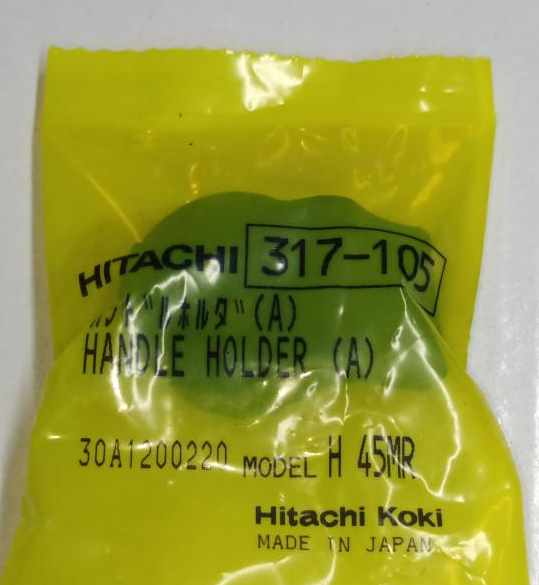 HITACHI 317-105
ﾊﾝﾄﾞﾙﾎﾙﾀﾞ(A)
HANDLE HOLDER (A)
30A1200220 MODEL H 45MR
Hitachi Koki
MADE IN JAPAN